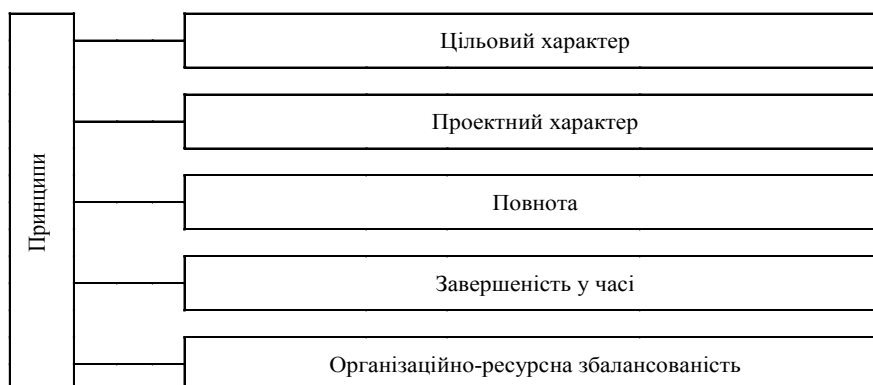 Принципи
Цільовий характер
Проектний характер
Повнота
Завершеність у часі
Організаційно-ресурсна збалансованість